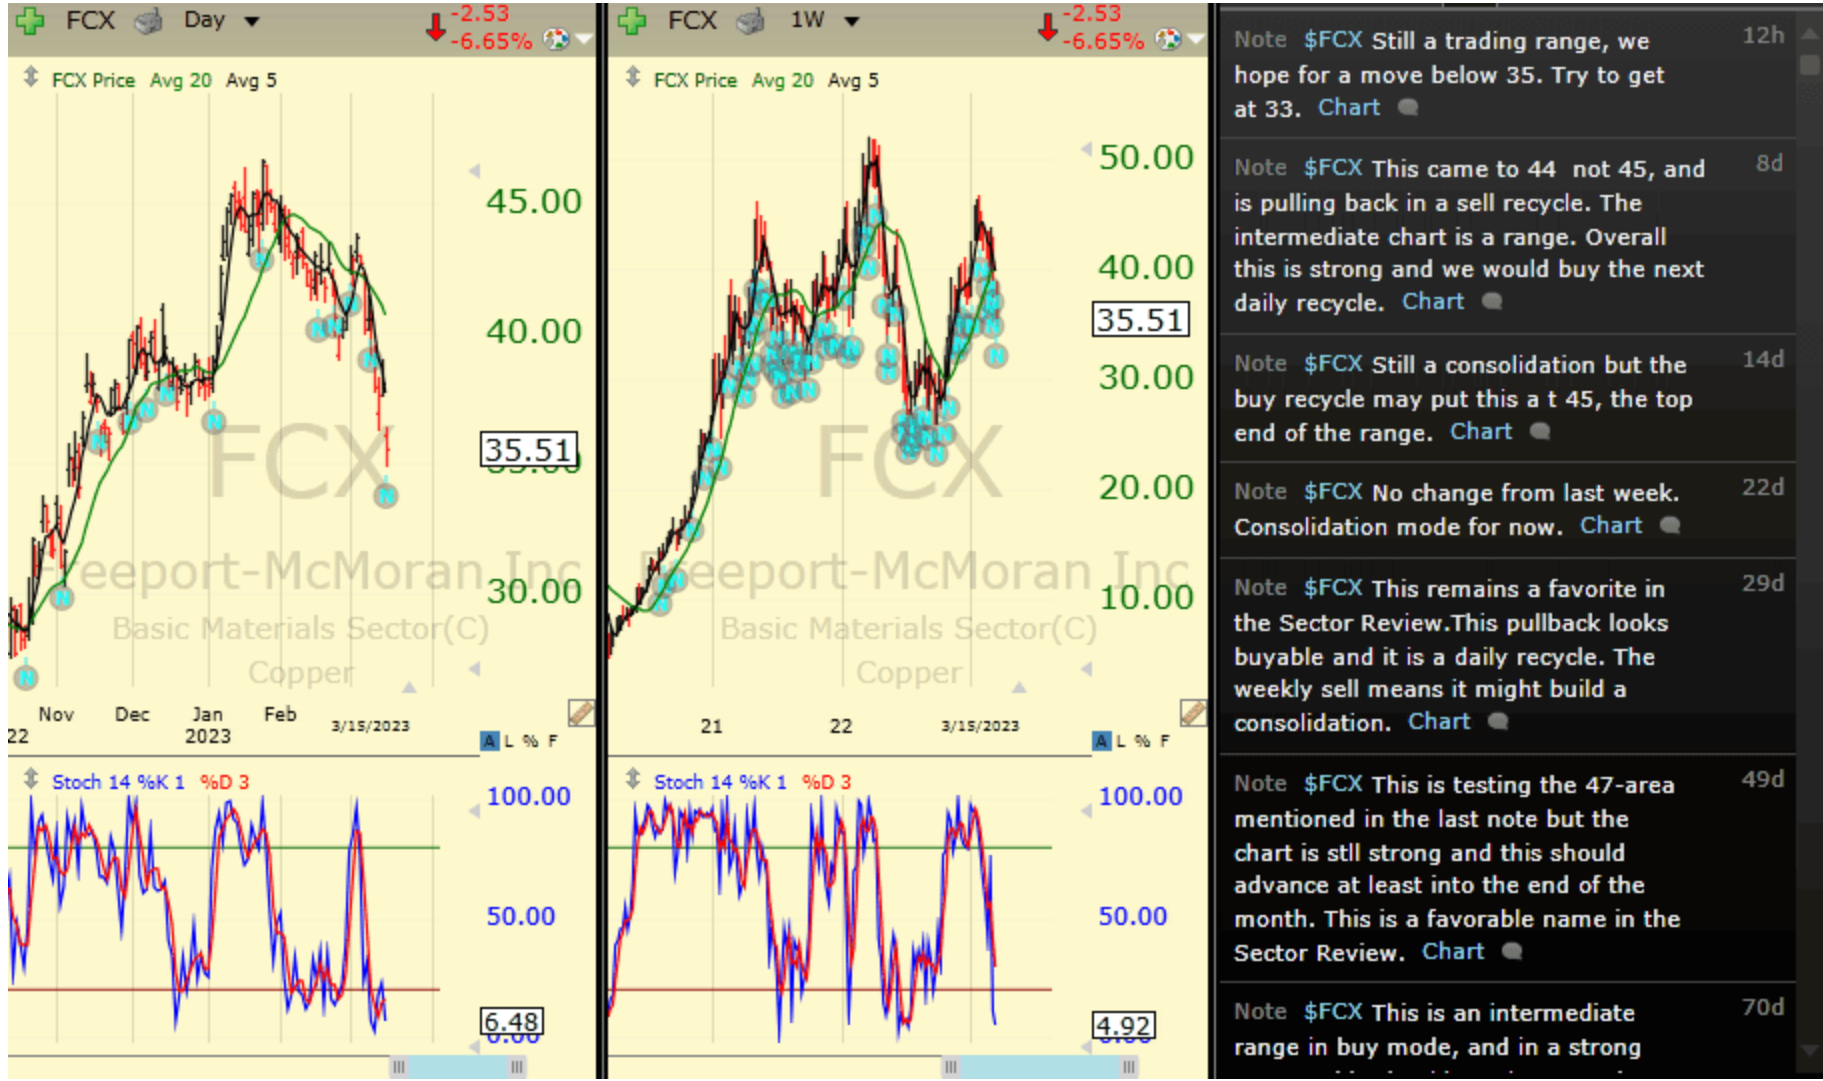 FCX Day
-2.53
-6.65%
FCX Price Avg 20 Avg 5
45.00
40.00
35.51
35.00
30.00
FCX
Freeport-McMoran Inc
Basic Materials Sector(C)
Copper
Nov Dec Jan Feb 3/15/2023
22 2023
A L % F
Stoch 14 %K 1 %D 3
100.00
50.00
6.48
0.00
FCX 1W
-2.53
-6.65%
FCX Price Avg 20 Avg 5
50.00
40.00
35.51
30.00
20.00
10.00
FCX
Freeport-McMoran Inc
Basic Materials Sector(C)
Copper
21 22 3/15/2023
A L % F
Stoch 14 %K 1 %D 3
100.00
50.00
4.92
0.00
Note $FCX Still a trading range, we 12h
hope for a move below 35. Try to get
at 33. Chart
Note $FCX This came to 44 not 45, and 8d
is pulling back in a sell recycle. The
intermediate chart is a range. Overall
this is strong and we would buy the next
daily recycle. Chart
Note $FCX Still a consolidation but the 14d
buy recycle may put this a t 45, the top
end of the range. Chart
Note $FCX No change from last week. 22d
Consolidation mode for now. Chart
Note $FCX This remains a favorite in 29d
the Sector Review.This pullback looks
buyable and it is a daily recycle. The
weekly sell means it might build a
consolidation. Chart
Note $FCX This is testing the 47-area 49d
mentioned in the last note but the
chart is stll strong and this should
advance at least into the end of the
month. This is a favorable name in the
Sector Review. Chart
Note $FCX This is an intermediate 70d
range in buy mode, and in a strong